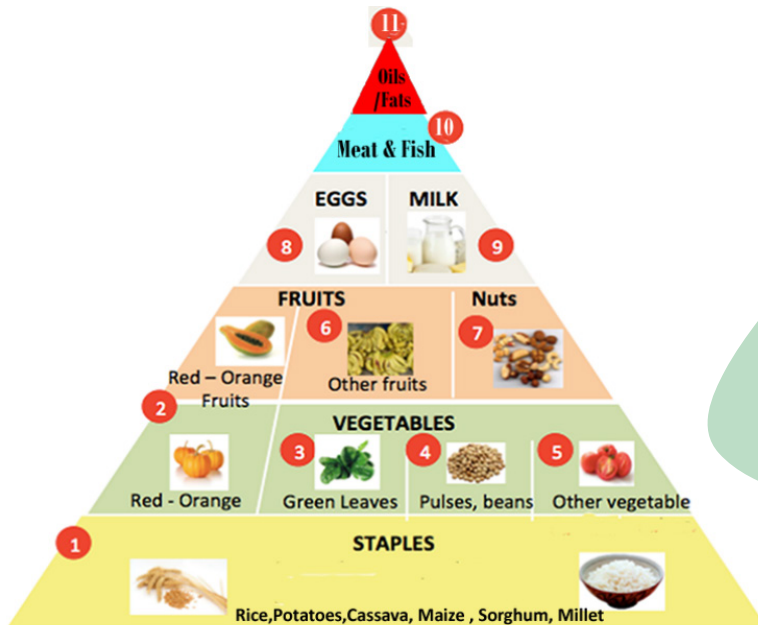 11
Oils
/Fats
10
Meat & Fish
EGGS MILK
8 9
FRUITS Nuts
6 7
Red – Orange
Fruits
Other fruits
2
VEGETABLES
3 4 5
Red - Orange Green Leaves Pulses, beans Other vegetable
1
STAPLES
Rice,Potatoes,Cassava, Maize , Sorghum, Millet